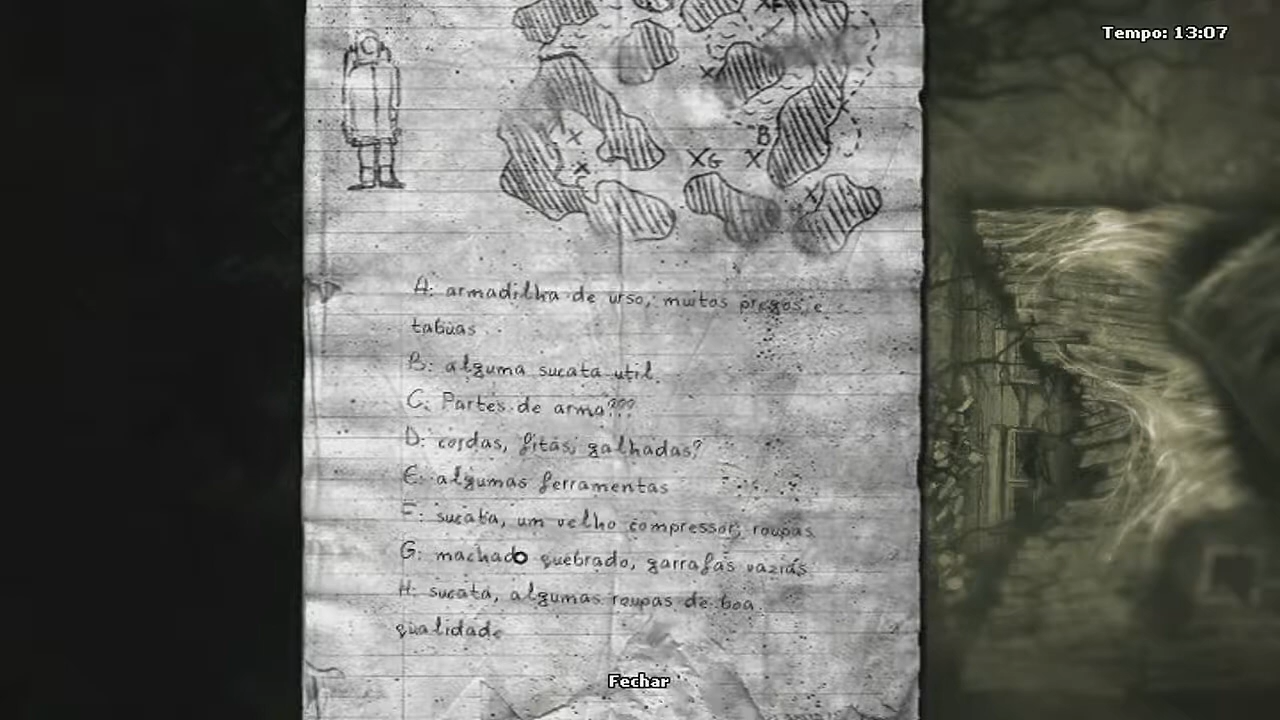 Tempo: 13:07
B
XG
A: armadilha de urso, muitos pregos e
tabuas
B: alguma sucata util.
C: Partes de arma???
D: cordas, fitas, galhadas?
E: algumas ferramentas
F: sucata, um velho compressor, roupas
G: machado quebrado, garrafas vazias
H: sucata, algumas roupas de boa
qualidade
Fechar